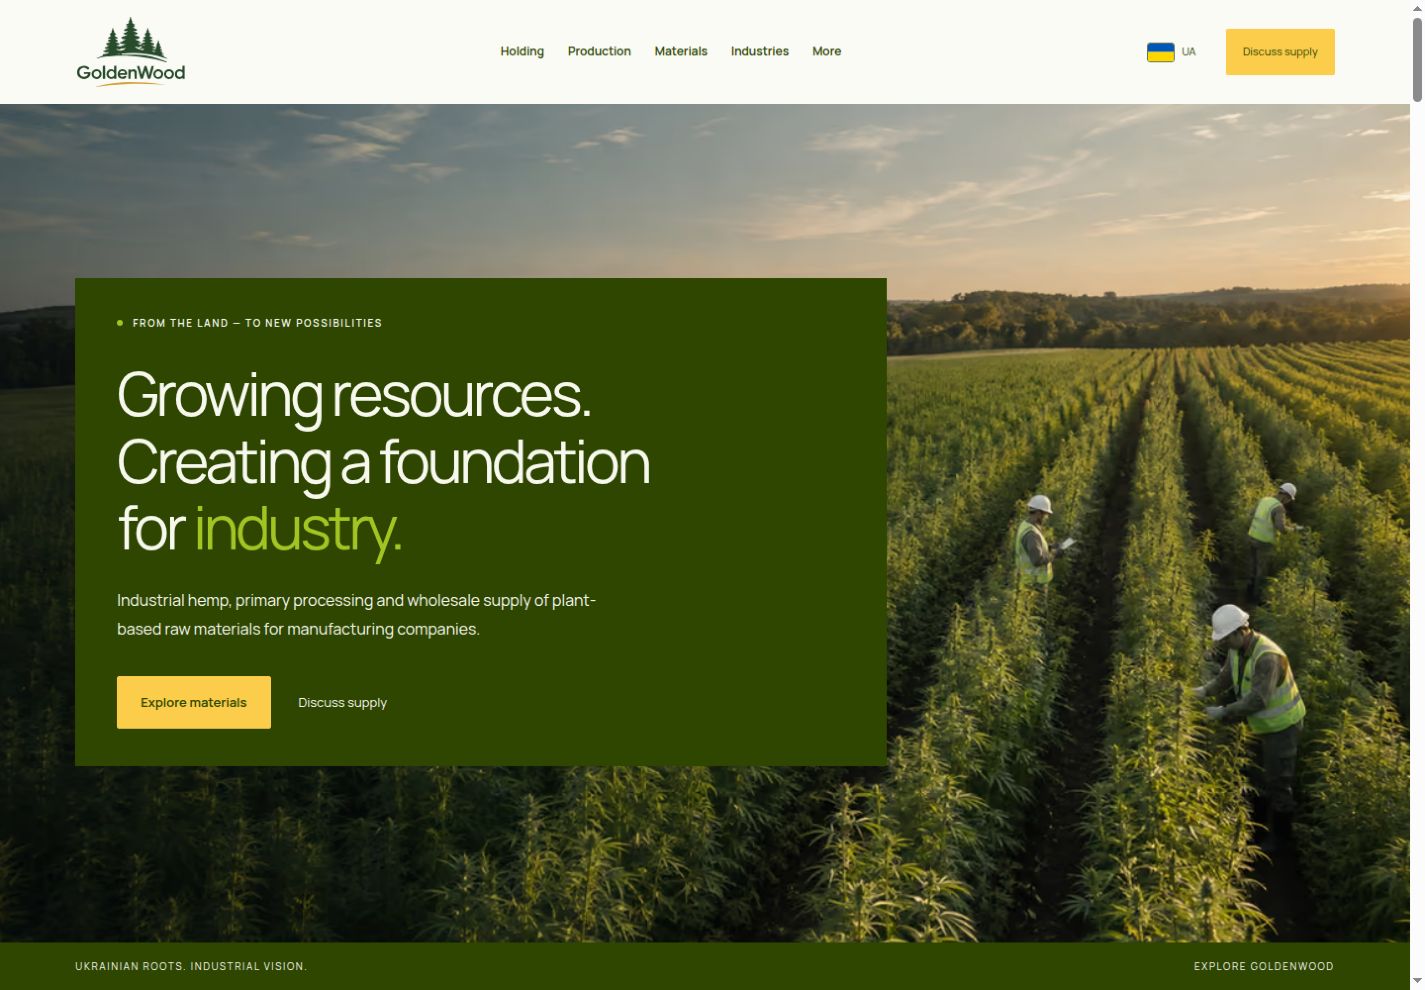 GoldenWood
Holding Production Materials Industries More
UA
Discuss supply
FROM THE LAND – TO NEW POSSIBILITIES
Growing resources.
Creating a foundation
for industry.
Industrial hemp, primary processing and wholesale supply of plant-
based raw materials for manufacturing companies.
Explore materials
Discuss supply
UKRAINIAN ROOTS. INDUSTRIAL VISION.
EXPLORE GOLDENWOOD